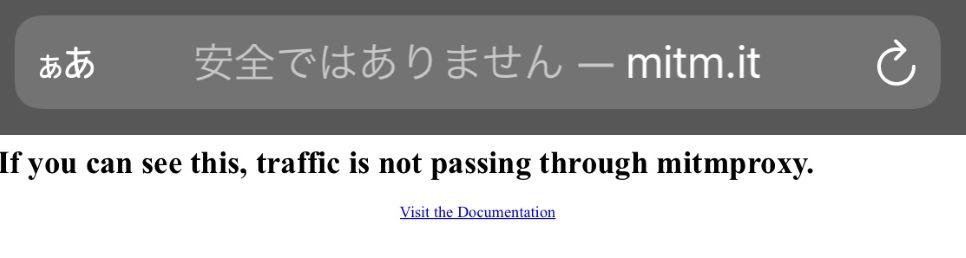 ぁあ 安全ではありません — mitm.it
If you can see this, traffic is not passing through mitmproxy.
Visit the Documentation